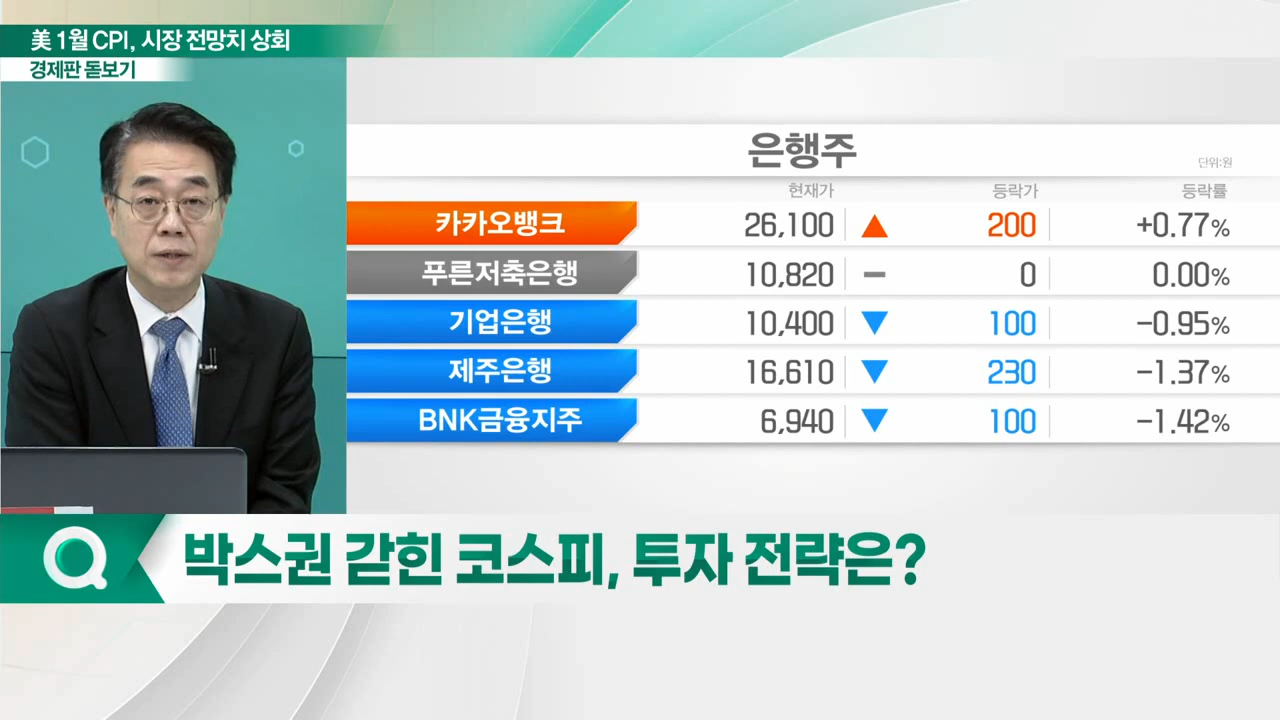 美 1월 CPI, 시장 전망치 상회
경제판 돋보기
은행주
단위:원
현재가 등락가 등락률
카카오뱅크 26,100 ▲ 200 +0.77%
푸른저축은행 10,820 − 0 0.00%
기업은행 10,400 ▼ 100 -0.95%
제주은행 16,610 ▼ 230 -1.37%
BNK금융지주 6,940 ▼ 100 -1.42%
Q 박스권 갇힌 코스피, 투자 전략은?